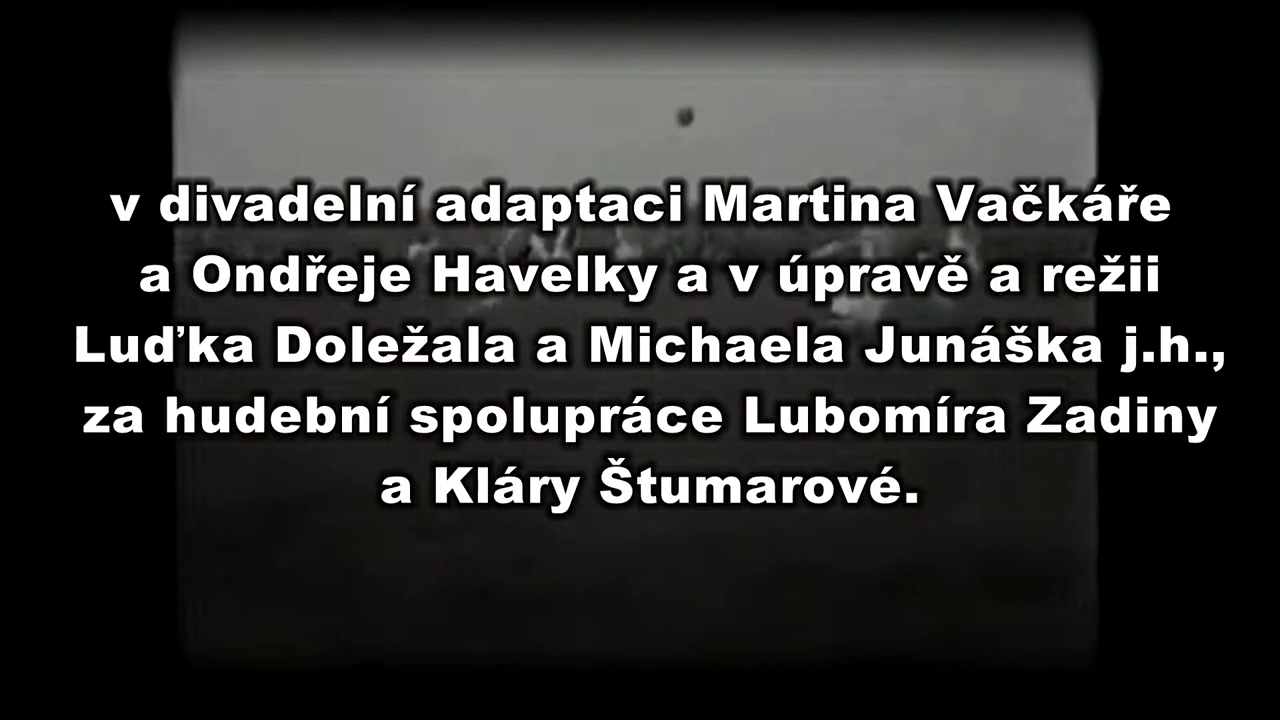 v divadelní adaptaci Martina Vačkáře
a Ondřeje Havelky a v úpravě a režii
Luďka Doležala a Michaela Junáška j.h.,
za hudební spolupráce Lubomíra Zadiny
a Kláry Štumarové.